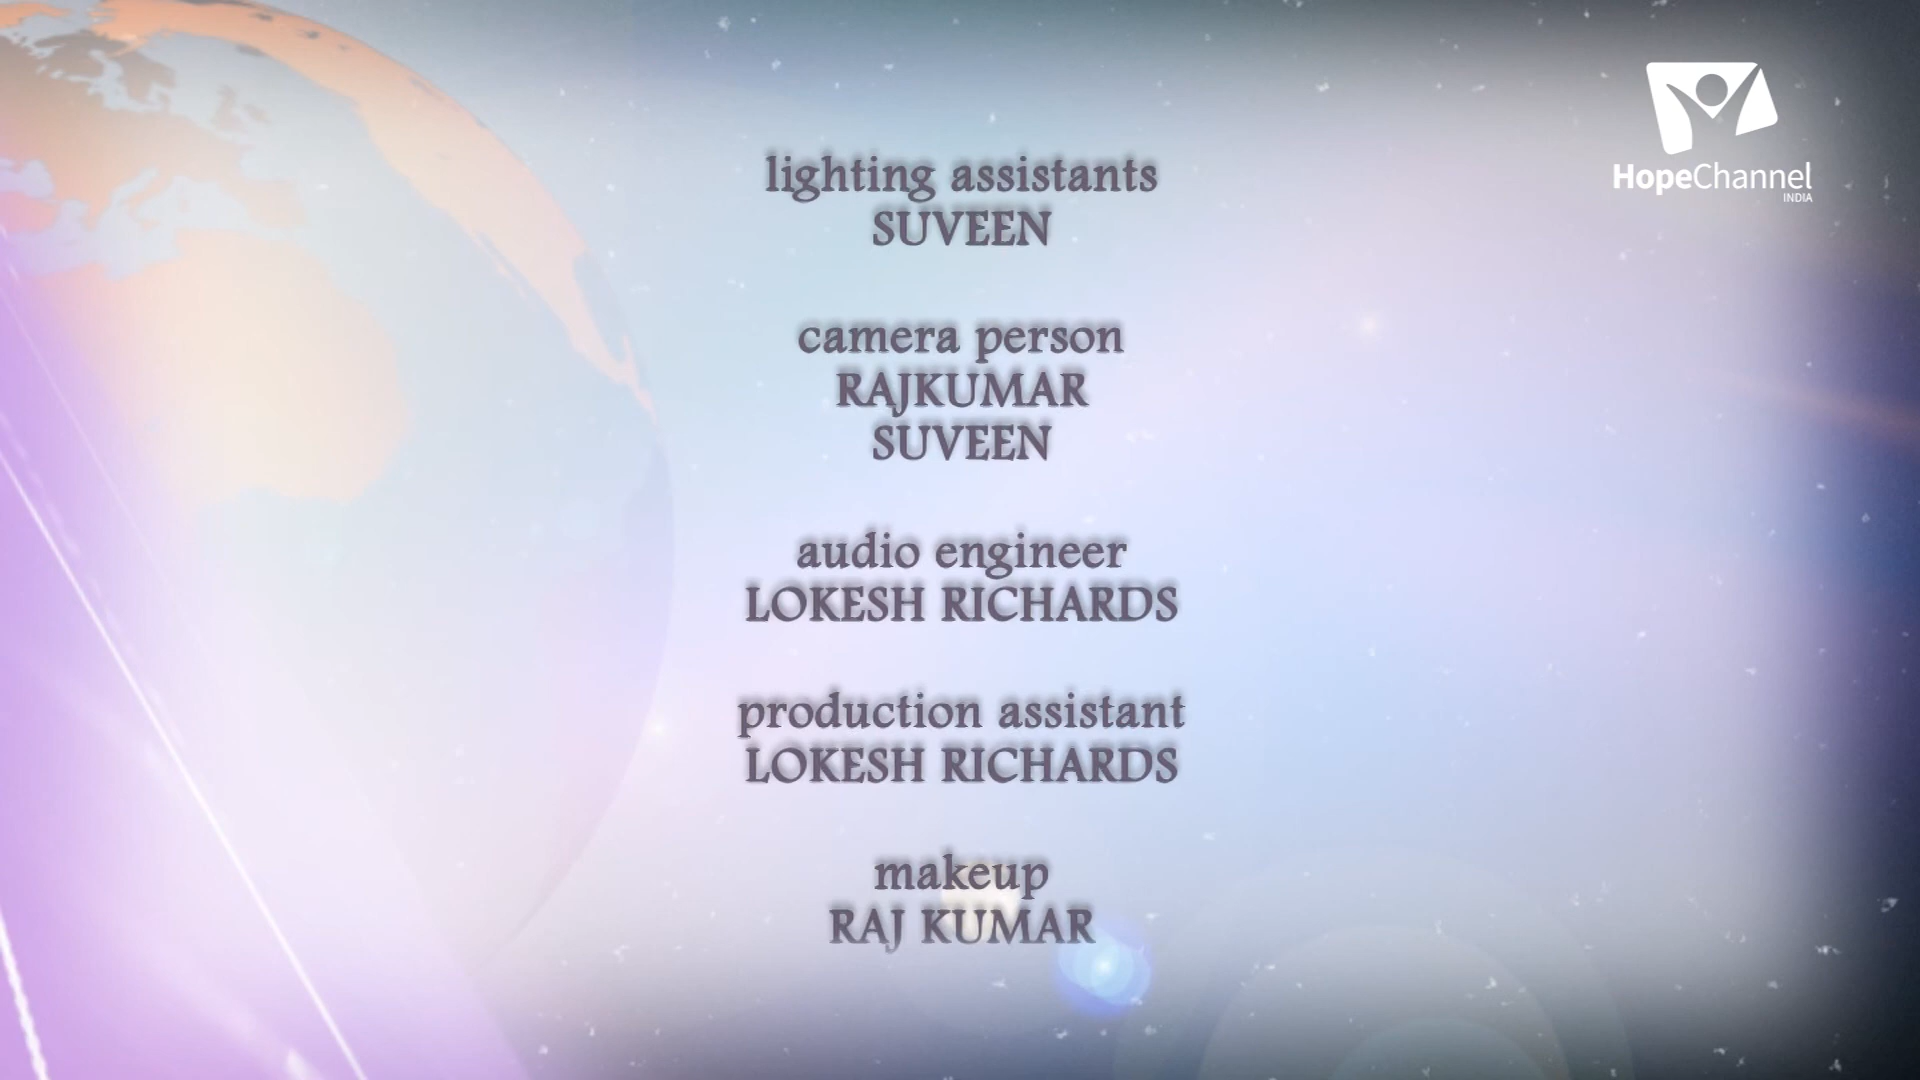 HopeChannel
INDIA
lighting assistants
SUVEEN
camera person
RAJKUMAR
SUVEEN
audio engineer
LOKESH RICHARDS
production assistant
LOKESH RICHARDS
makeup
RAJ KUMAR